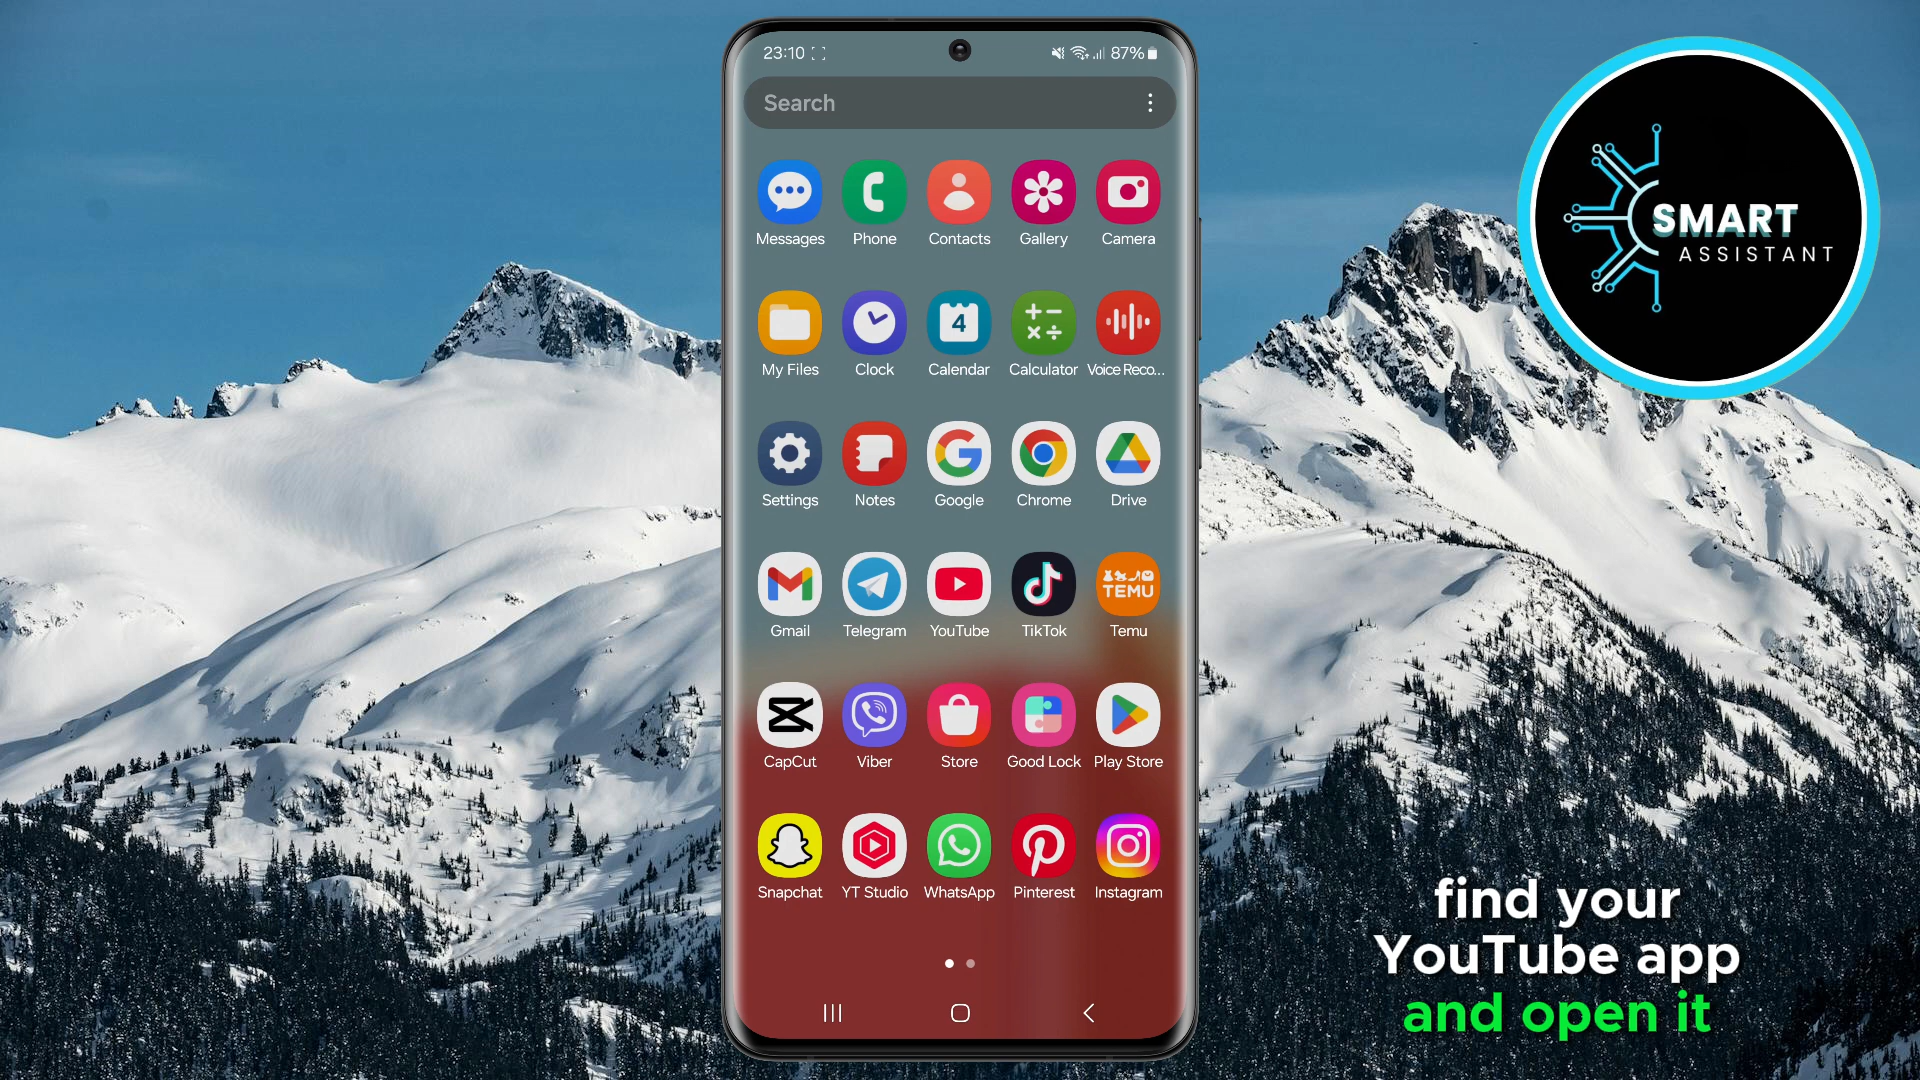 23:10
87%
Search
Messages
Phone
Contacts
Gallery
Camera
4
My Files
Clock
Calendar
Calculator
Voice Reco...
Settings
Notes
Google
Chrome
Drive
TEMU
Gmail
Telegram
YouTube
TikTok
Temu
CapCut
Viber
Store
Good Lock
Play Store
Snapchat
YT Studio
WhatsApp
Pinterest
Instagram
SMART
ASSISTANT
find your
YouTube app
and open it